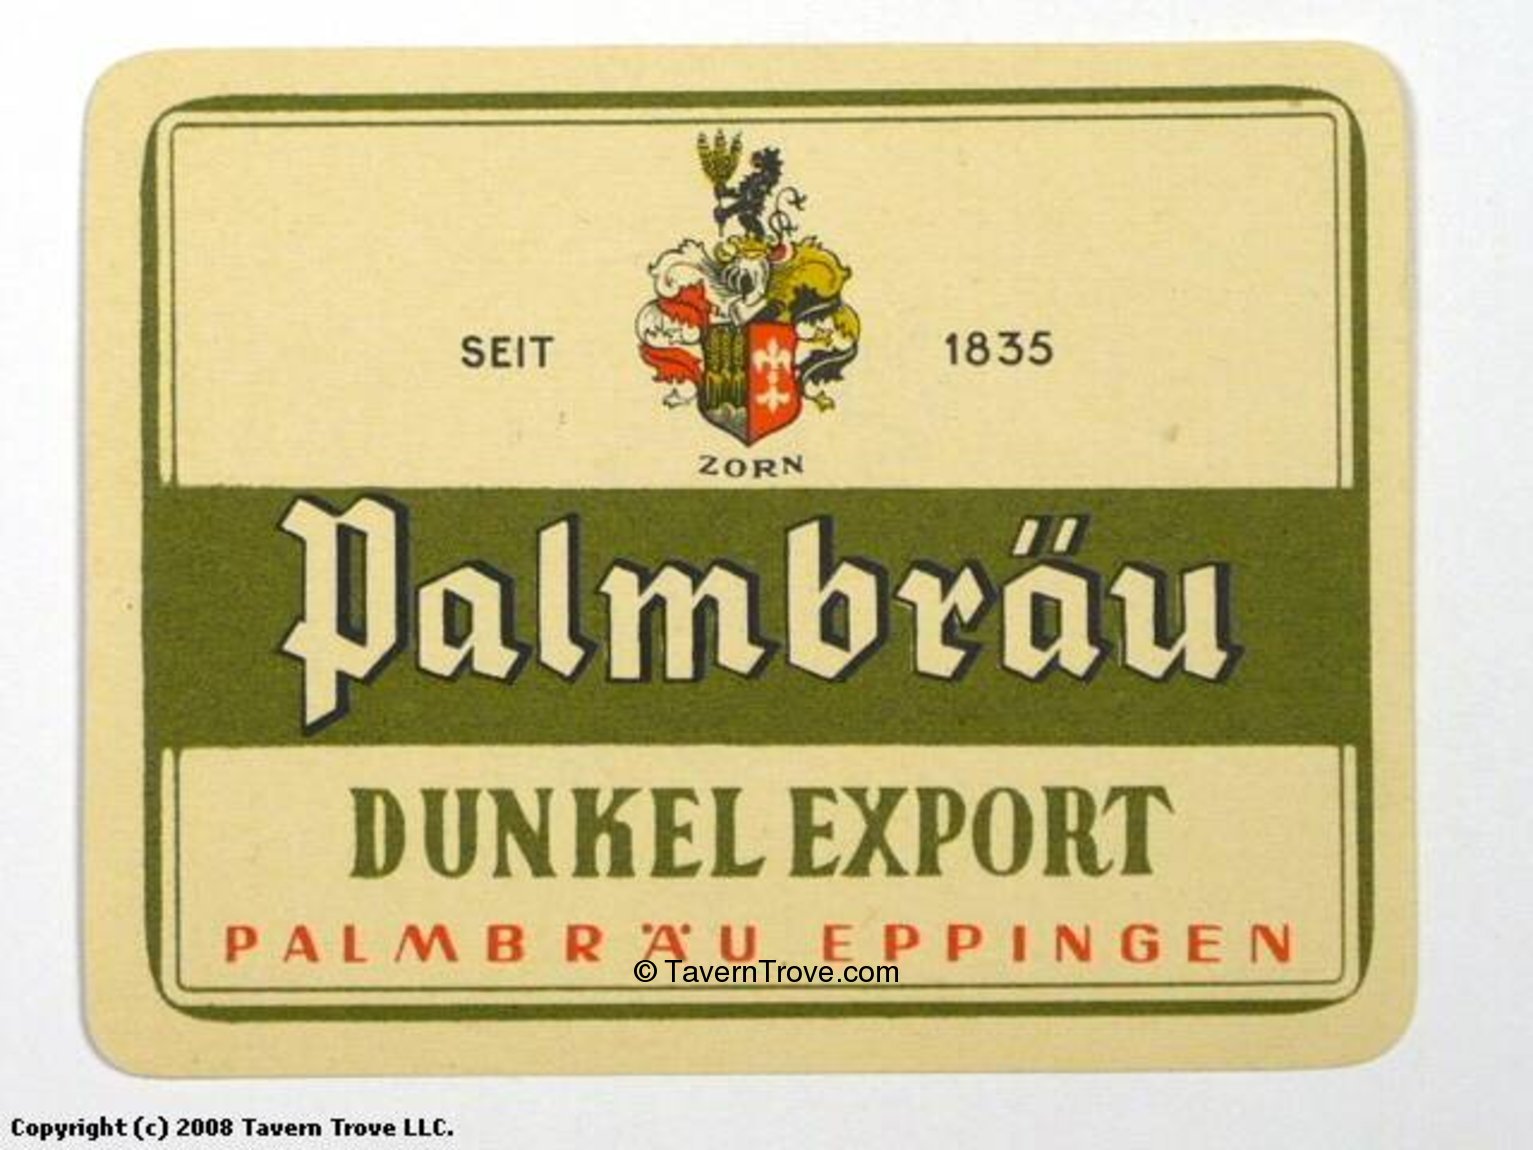 SEIT 1835
ZORN
Palmbräu
DUNKEL EXPORT
PALMBRÄU EPPINGEN
© TavernTrove.com
Copyright (c) 2008 Tavern Trove LLC.